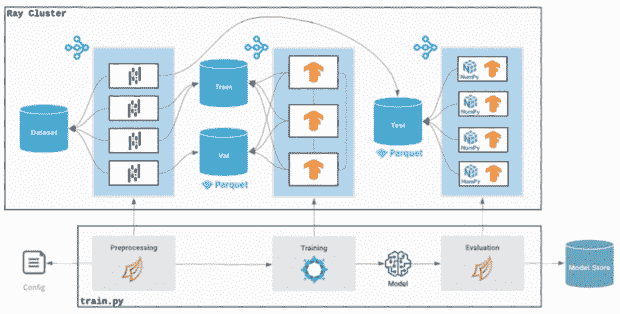 Ray Cluster
Dataset
Train
Val
Parquet
Test
Parquet
NumPy
NumPy
NumPy
NumPy
Config
Preprocessing
Training
Model
Evaluation
Model Store
train.py